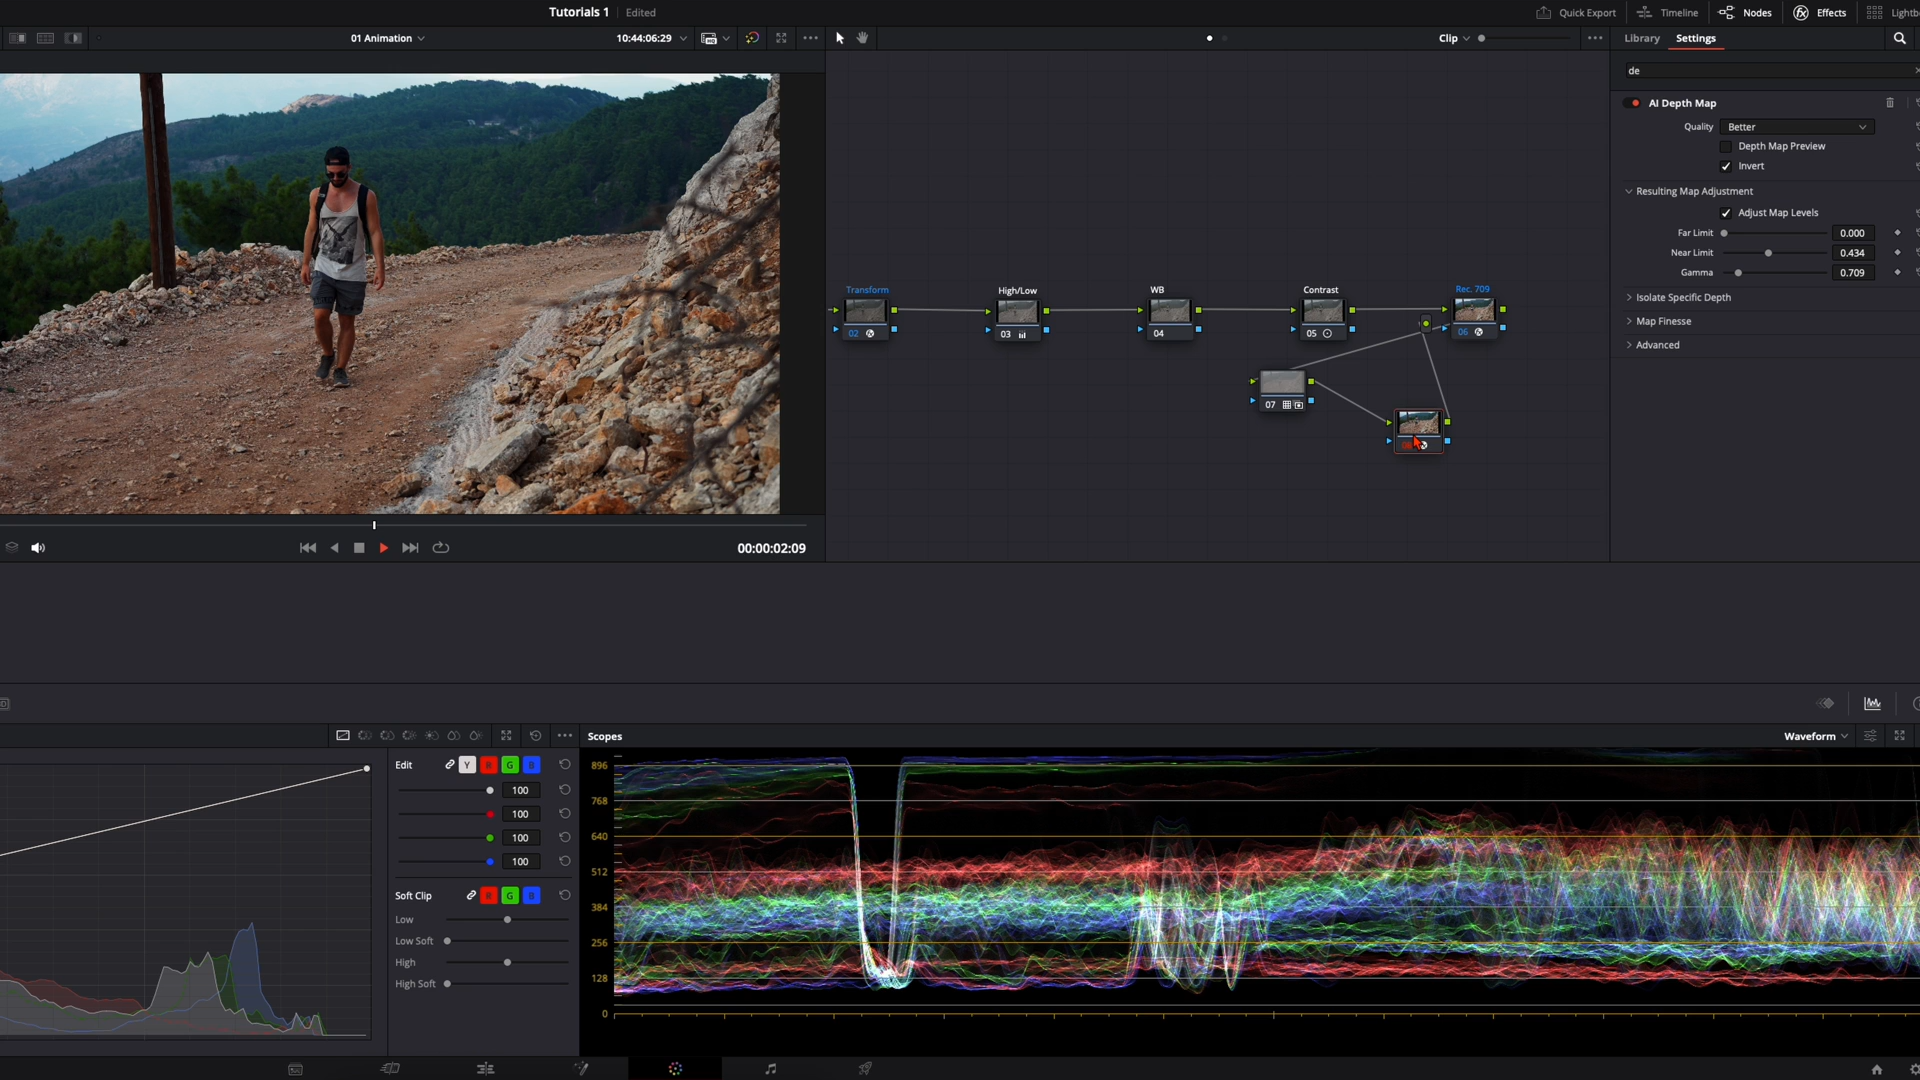 Tutorials 1 Edited
Quick Export Timeline Nodes Effects
01 Animation 10:44:06:29 Clip Library Settings
de
AI Depth Map
Quality Better
Depth Map Preview
Invert
Resulting Map Adjustment
Adjust Map Levels
Far Limit 0.000
Near Limit 0.434
Gamma 0.709
Isolate Specific Depth
Map Finesse
Advanced
Transform High/Low WB Contrast Rec. 709
02 03 04 05 06
07
00:00:02:09
Scopes Waveform
Edit Y R G B
100
100
100
100
Soft Clip R G B
Low
Low Soft
High
High Soft
896
768
640
512
384
256
128
0